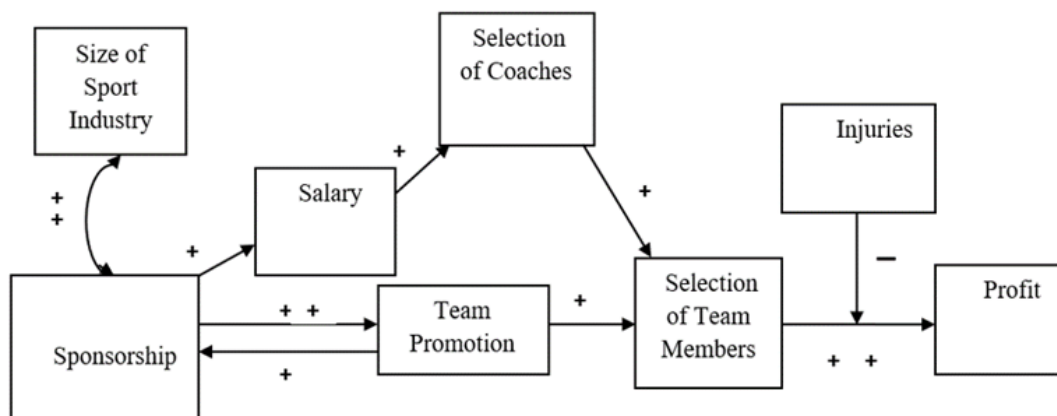 Size of
Sport
Industry
Selection
of Coaches
Injuries
+
+
+
Salary
+
+
–
Sponsorship
+ +
+
Team
Promotion
+
Selection
of Team
Members
+ +
Profit